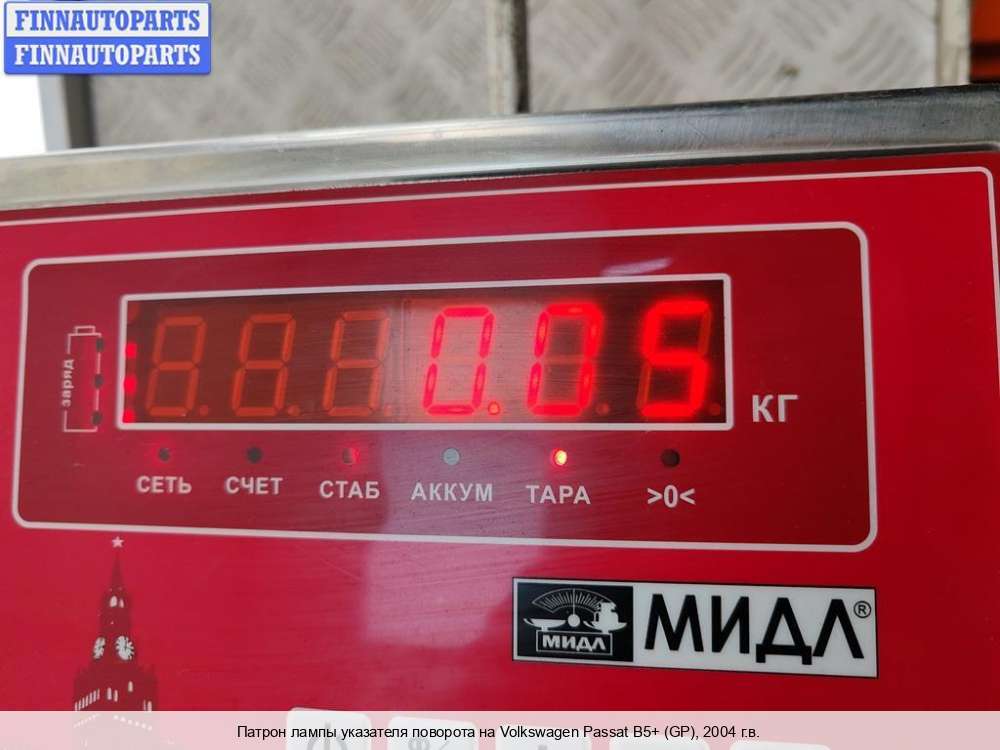 FINNAUTOPARTS
FINNAUTOPARTS
заряд
0.05
КГ
СЕТЬ СЧЕТ СТАБ АККУМ ТАРА >0<
МИДЛ
МИДЛ®
Патрон лампы указателя поворота на Volkswagen Passat B5+ (GP), 2004 г.в.